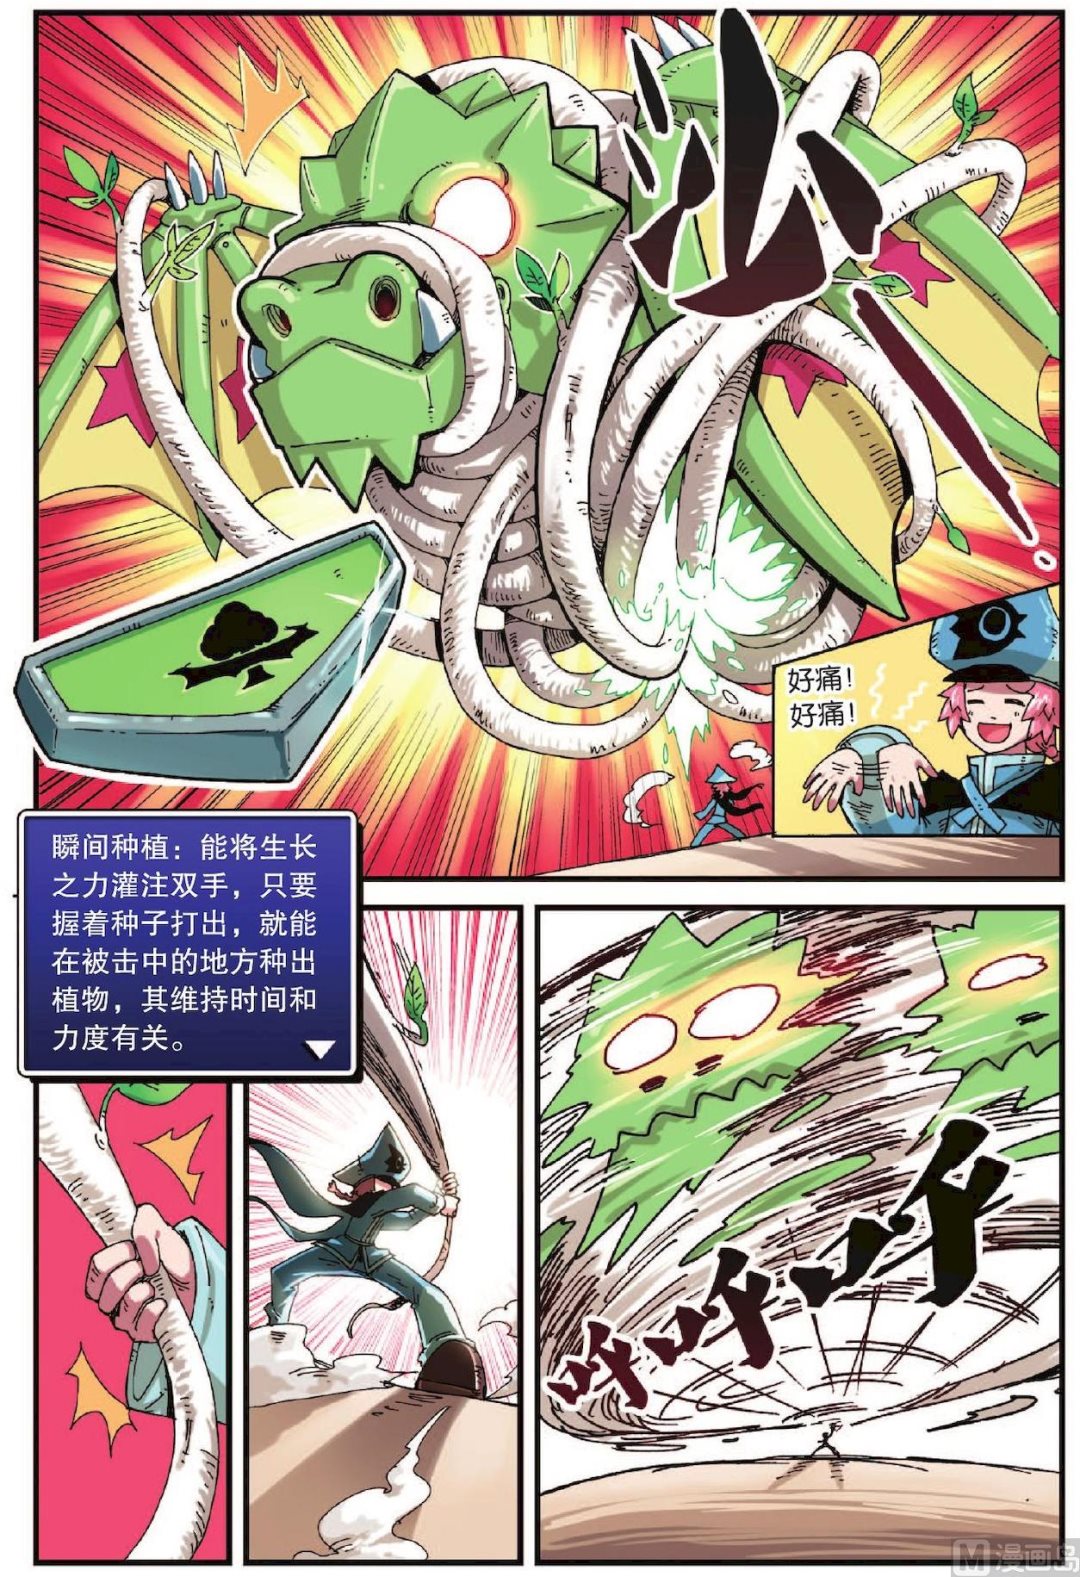 沙
好痛！
好痛！
瞬间种植：能将生长
之力灌注双手，只要
握着种子打出，就能
在被击中的地方种出
植物，其维持时间和
力度有关。
呼呼呼
M 漫画岛